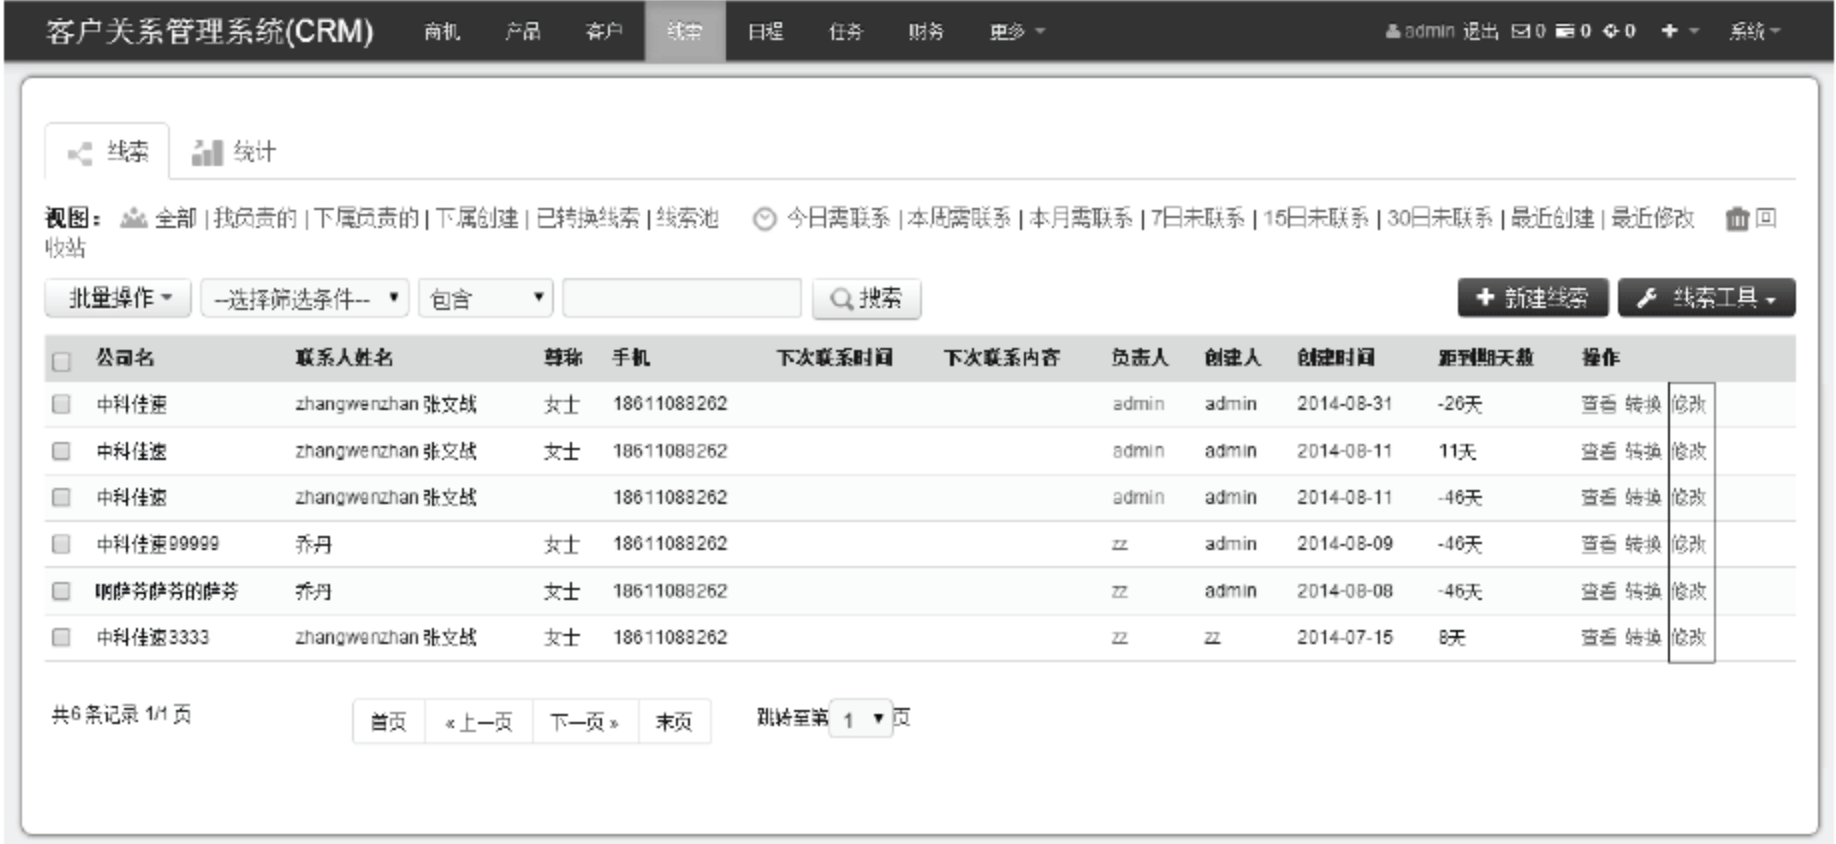 客户关系管理系统(CRM) 商机 产品 客户 线索 日程 任务 财务 更多 admin 退出 0 0 0 系统
线索 统计
视图： 全部 | 我负责的 | 下属负责的 | 下属创建 | 已转换线索 | 线索池 今日需联系 | 本周需联系 | 本月需联系 | 7日未联系 | 15日未联系 | 30日未联系 | 最近创建 | 最近修改 回
收站
批量操作 --选择筛选条件-- 包含 搜索 新建线索 线索工具
公司名 联系人姓名 尊称 手机 下次联系时间 下次联系内容 负责人 创建人 创建时间 距到期天数 操作
中科佳速 zhangwenzhan 张文战 女士 18611088262 admin admin 2014-08-31 -26天 查看 转换 修改
中科佳速 zhangwenzhan 张文战 女士 18611088262 admin admin 2014-08-11 11天 查看 转换 修改
中科佳速 zhangwenzhan 张文战 18611088262 admin admin 2014-08-11 -46天 查看 转换 修改
中科佳速99999 乔丹 女士 18611088262 zz admin 2014-08-09 -46天 查看 转换 修改
萨芬萨芬的萨芬 乔丹 女士 18611088262 zz admin 2014-08-08 -46天 查看 转换 修改
中科佳速3333 zhangwenzhan 张文战 女士 18611088262 zz zz 2014-07-15 8天 查看 转换 修改
共6 条记录 1/1 页 首页 « 上一页 下一页 » 末页 跳转至第 1 页